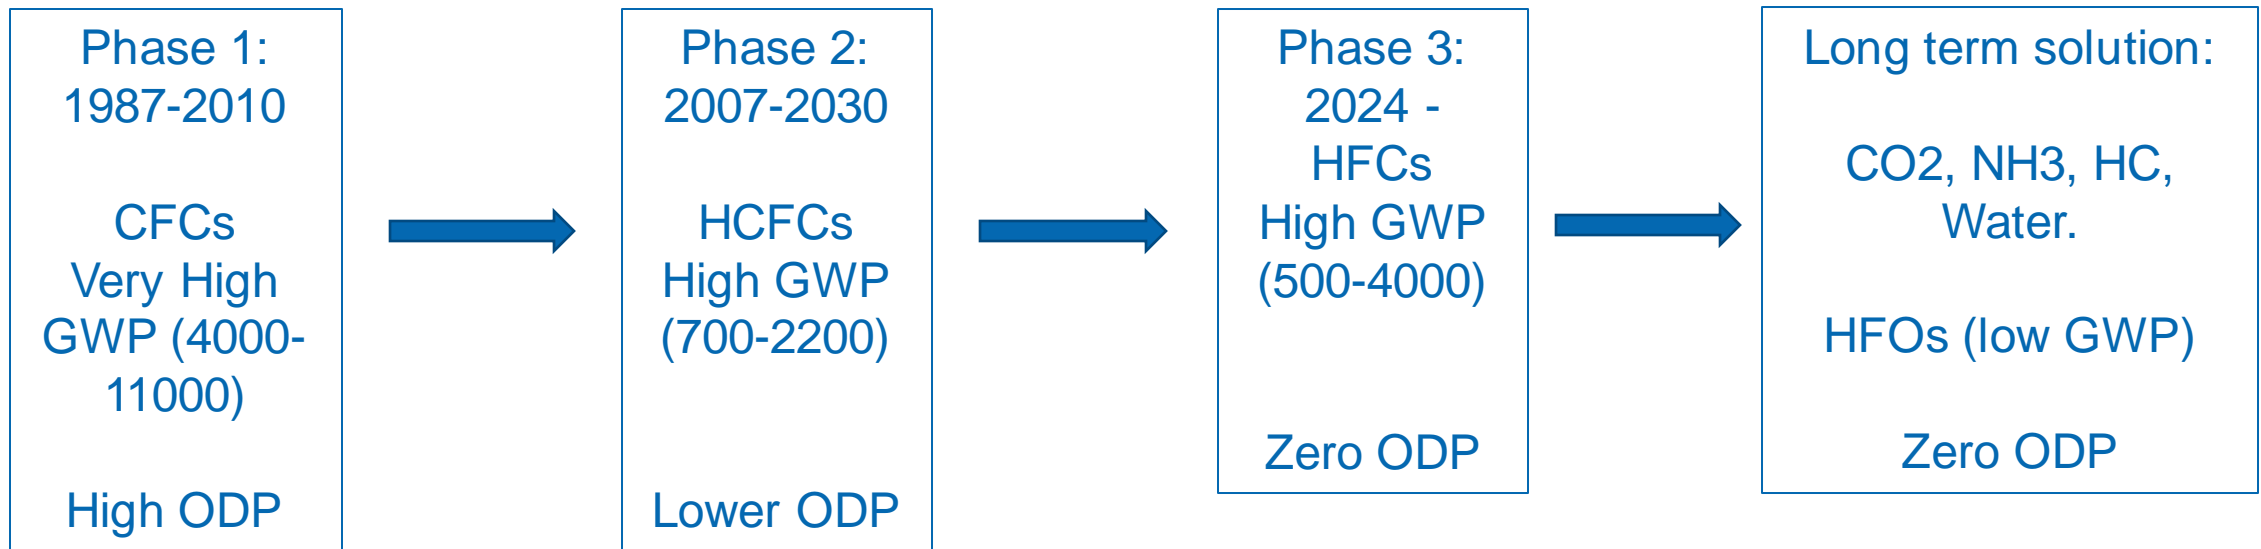 Phase 1:
1987-2010
CFCs
Very High
GWP (4000-
11000)
High ODP
Phase 2:
2007-2030
HCFCs
High GWP
(700-2200)
Lower ODP
Phase 3:
2024 -
HFCs
High GWP
(500-4000)
Zero ODP
Long term solution:
CO2, NH3, HC,
Water.
HFOs (low GWP)
Zero ODP